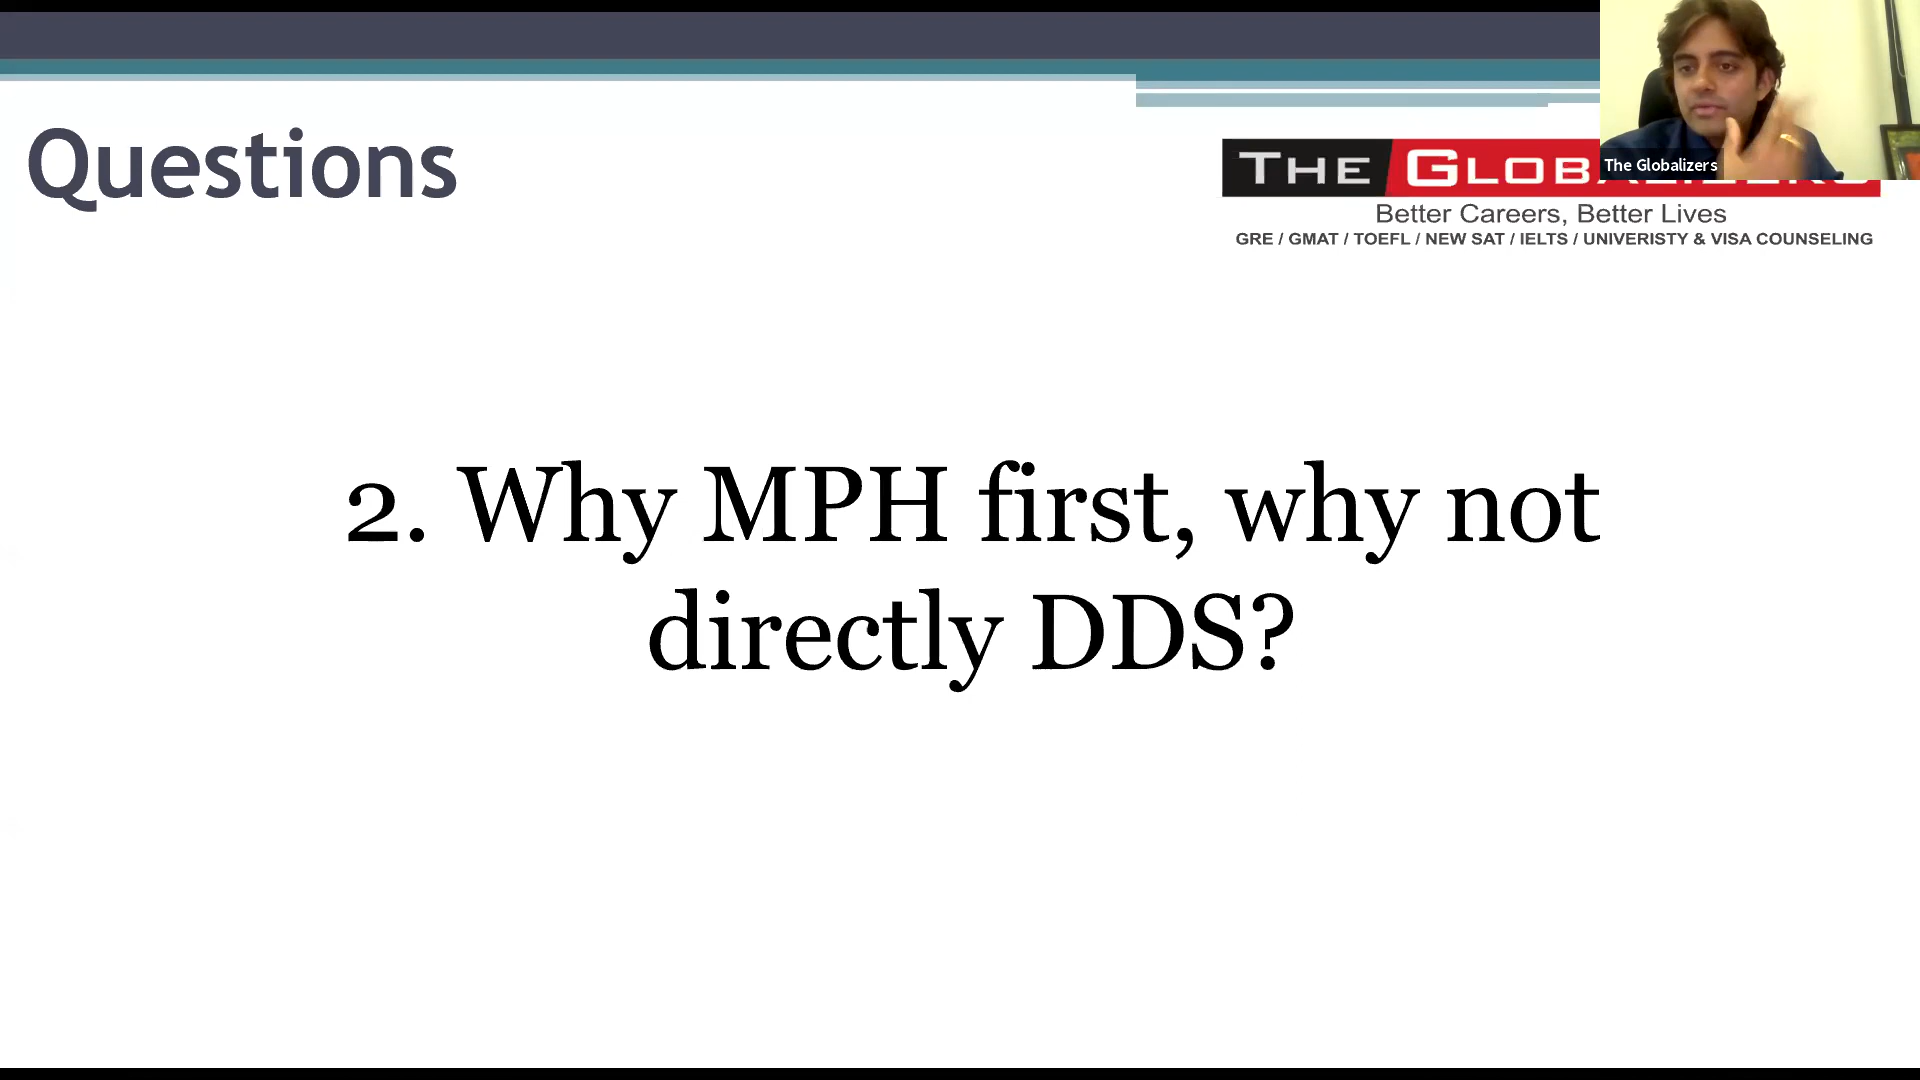 Questions
THE GLOB
The Globalizers
Better Careers, Better Lives
GRE / GMAT / TOEFL / NEW SAT / IELTS / UNIVERISTY & VISA COUNSELING
2. Why MPH first, why not
directly DDS?